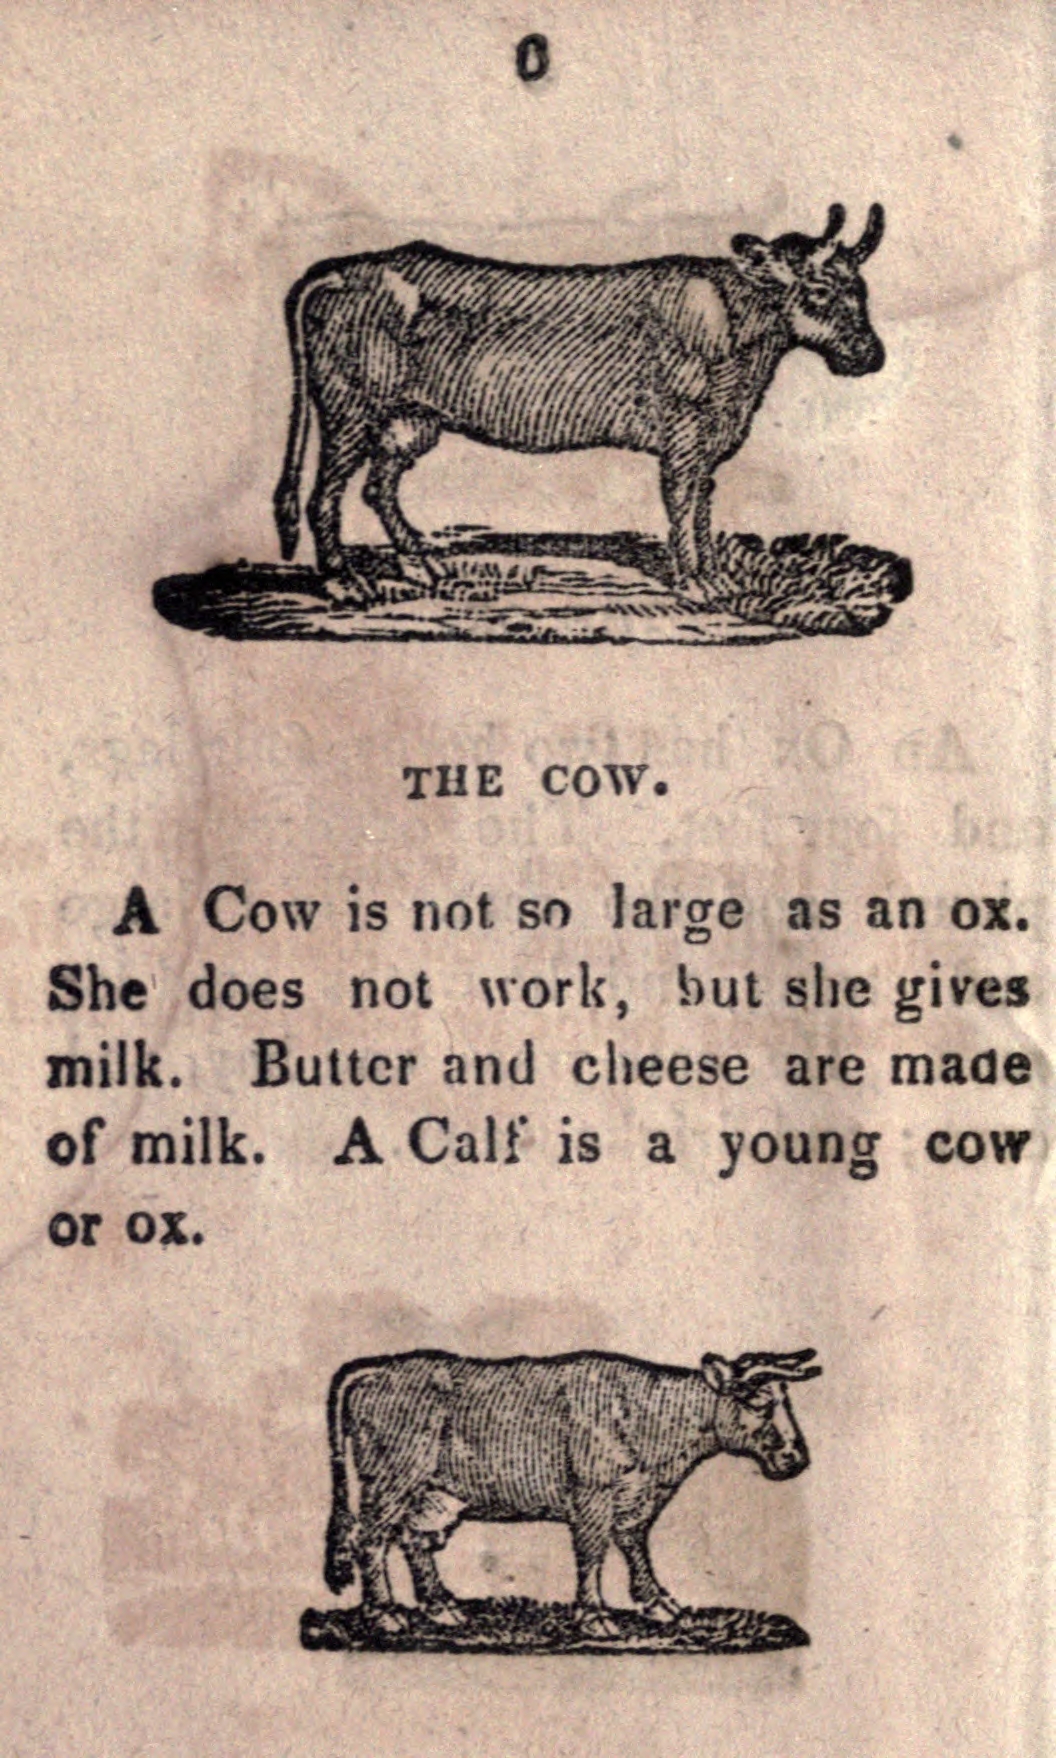 6
THE COW.
A Cow is not so large as an ox.
She does not work, but she gives
milk. Butter and cheese are made
of milk. A Calf is a young cow
or ox.